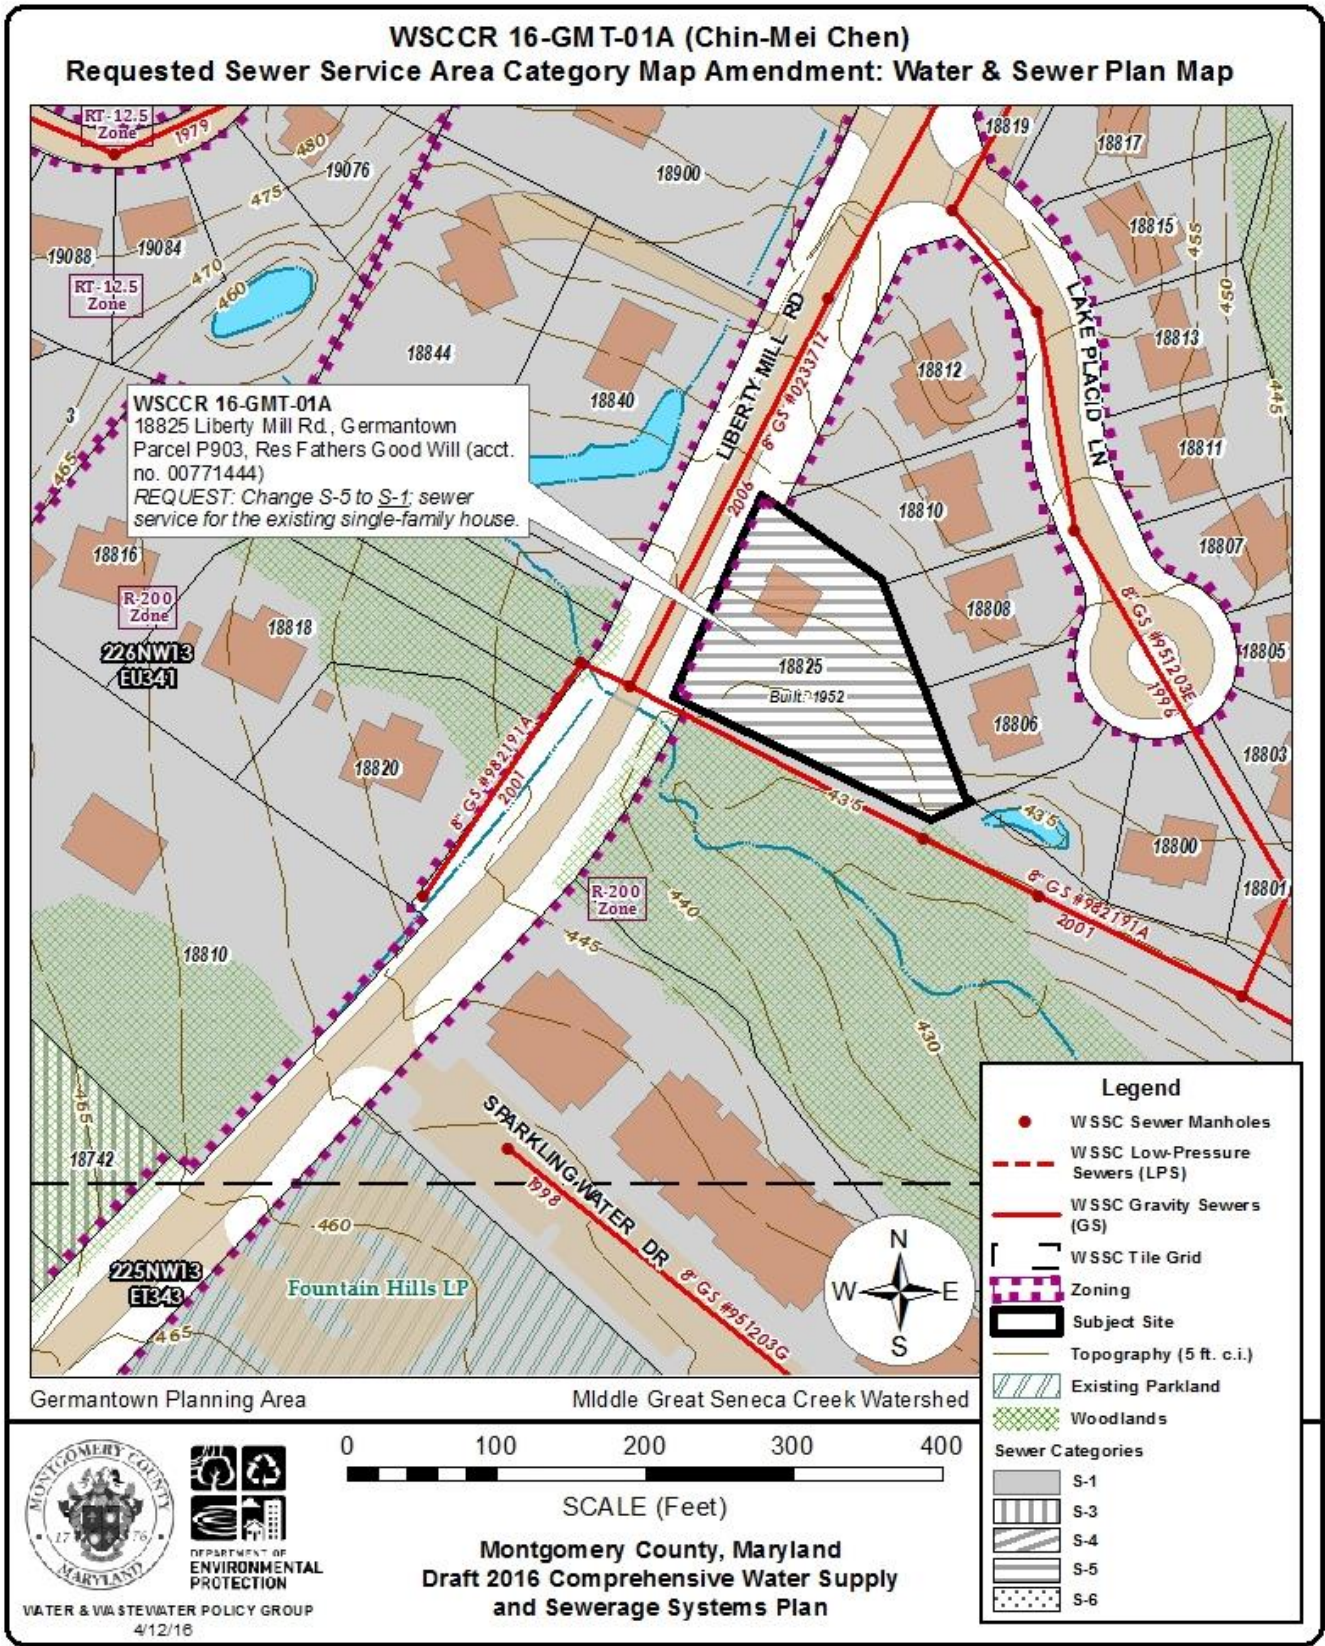 WSCCR 16-GMT-01A (Chin-Mei Chen)
Requested Sewer Service Area Category Map Amendment: Water & Sewer Plan Map
RT-12.5
Zone
1979
480
19076
475
18900
18819
18817
19088
19084
470
18815
455
RT-12.5
Zone
460
LIBERTY MILL RD
LAKE PLACID LN
450
18844
8" GS #023371Z
18812
18813
WSCCR 16-GMT-01A
18825 Liberty Mill Rd., Germantown
Parcel P903, Res Fathers Good Will (acct.
no. 00771444)
REQUEST: Change S-5 to S-1; sewer
service for the existing single-family house.
18840
445
3
465
18811
2006
18810
18807
18816
R-200
Zone
18818
18808
8" GS #951203E
1996
226NW13
EU341
18825
Built: 1952
18805
18806
8" GS #982191A
2001
18820
18803
435
435
18800
8" GS #982191A
2001
18801
R-200
Zone
440
445
18810
430
465
18742
SPARKLING WATER DR
1998
8" GS #951203G
460
225NW13
ET343
Fountain Hills LP
465
N
W
E
S
Legend
WSSC Sewer Manholes
WSSC Low-Pressure
Sewers (LPS)
WSSC Gravity Sewers
(GS)
WSSC Tile Grid
Zoning
Subject Site
Topography (5 ft. c.i.)
Existing Parkland
Woodlands
Sewer Categories
S-1
S-3
S-4
S-5
S-6
Germantown Planning Area
MIddle Great Seneca Creek Watershed
MONTGOMERY COUNTY
17 76
MARYLAND
DEPARTMENT OF
ENVIRONMENTAL
PROTECTION
WATER & WASTEWATER POLICY GROUP
4/12/16
0 100 200 300 400
SCALE (Feet)
Montgomery County, Maryland
Draft 2016 Comprehensive Water Supply
and Sewerage Systems Plan